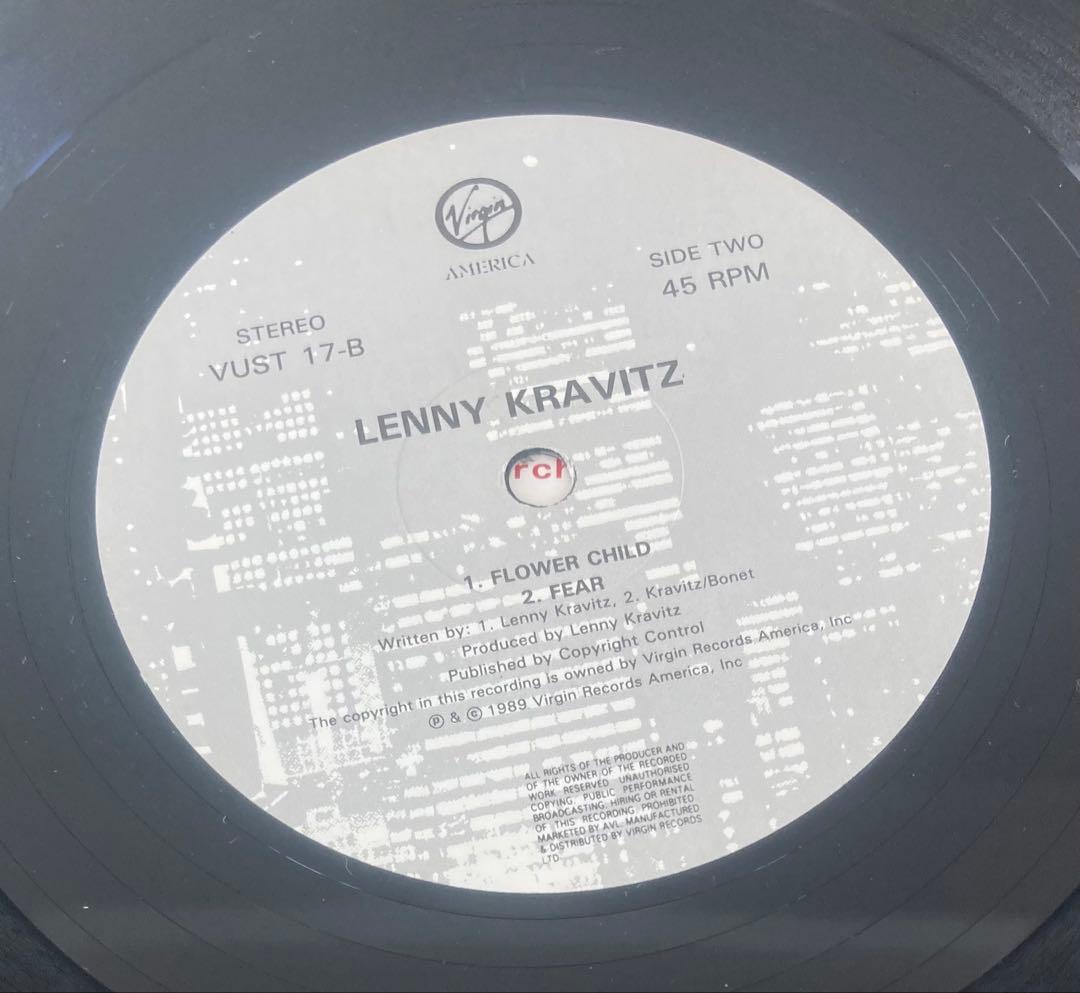 Virgin
AMERICA
SIDE TWO
45 RPM
STEREO
VUST 17-B
LENNY KRAVITZ
rch
1. FLOWER CHILD
2. FEAR
Written by: 1. Lenny Kravitz, 2. Kravitz/Bonet
Produced by Lenny Kravitz
Published by Copyright Control
The copyright in this recording is owned by Virgin Records America, Inc
℗ & © 1989 Virgin Records America, Inc
ALL RIGHTS OF THE PRODUCER AND
OF THE OWNER OF THE RECORDED
WORK RESERVED UNAUTHORISED
COPYING, PUBLIC PERFORMANCE
BROADCASTING, HIRING OR RENTAL
OF THIS RECORDING PROHIBITED
MARKETED BY AVL. MANUFACTURED
& DISTRIBUTED BY VIRGIN RECORDS
LTD